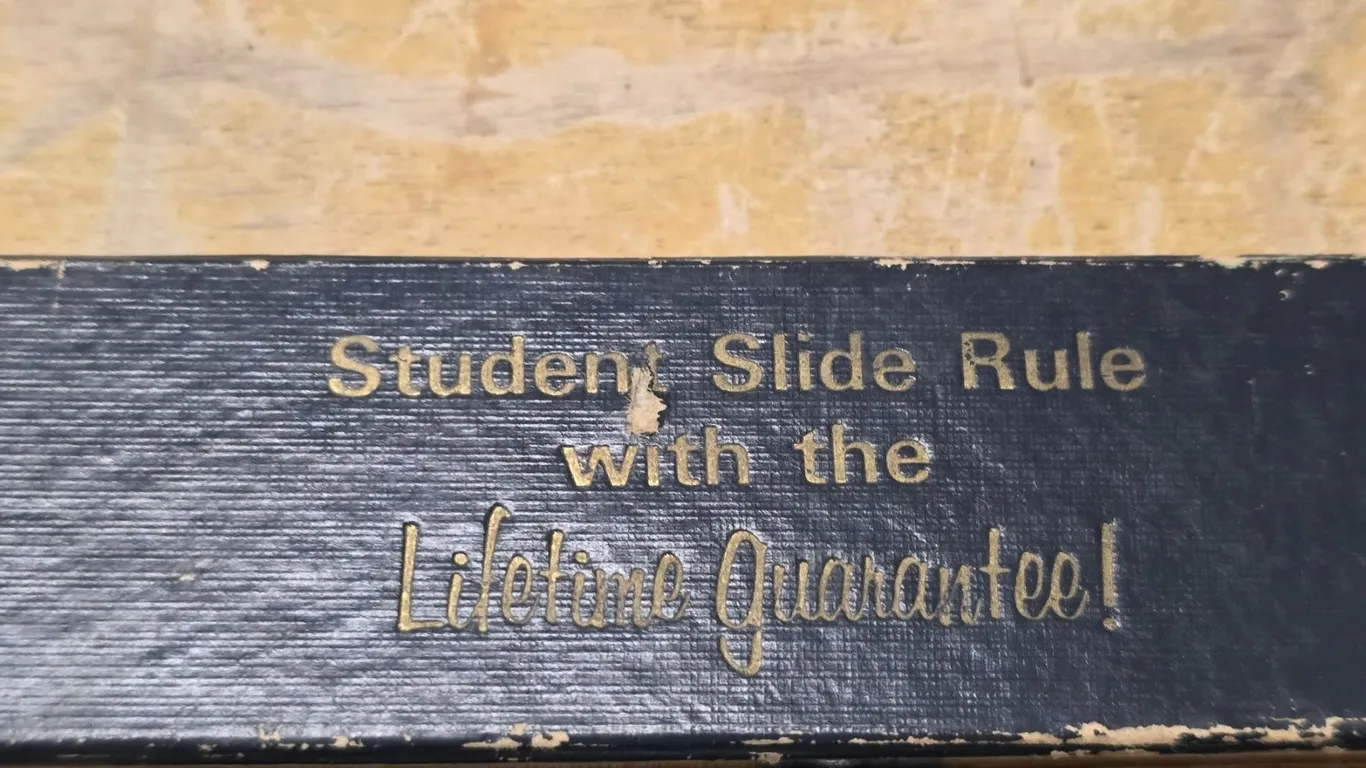 Student Slide Rule
with the
Lifetime Guarantee!